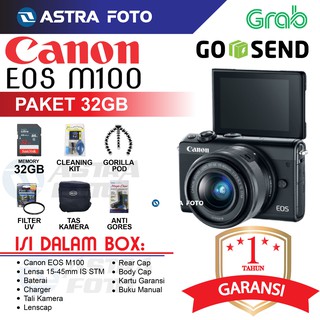 ASTRA FOTO
Grab
GO SEND
Canon
EOS M100
PAKET 32GB
MEMORY
32GB
CLEANING
KIT
GORILLA
POD
FILTER
UV
TAS
KAMERA
ANTI
GORES
ASTRA FOTO
Canon
EOS
ISI DALAM BOX:
• Canon EOS M100
• Lensa 15-45mm IS STM
• Baterai
• Charger
• Tali Kamera
• Lenscap
• Rear Cap
• Body Cap
• Kartu Garansi
• Buku Manual
1 TAHUN
GARANSI